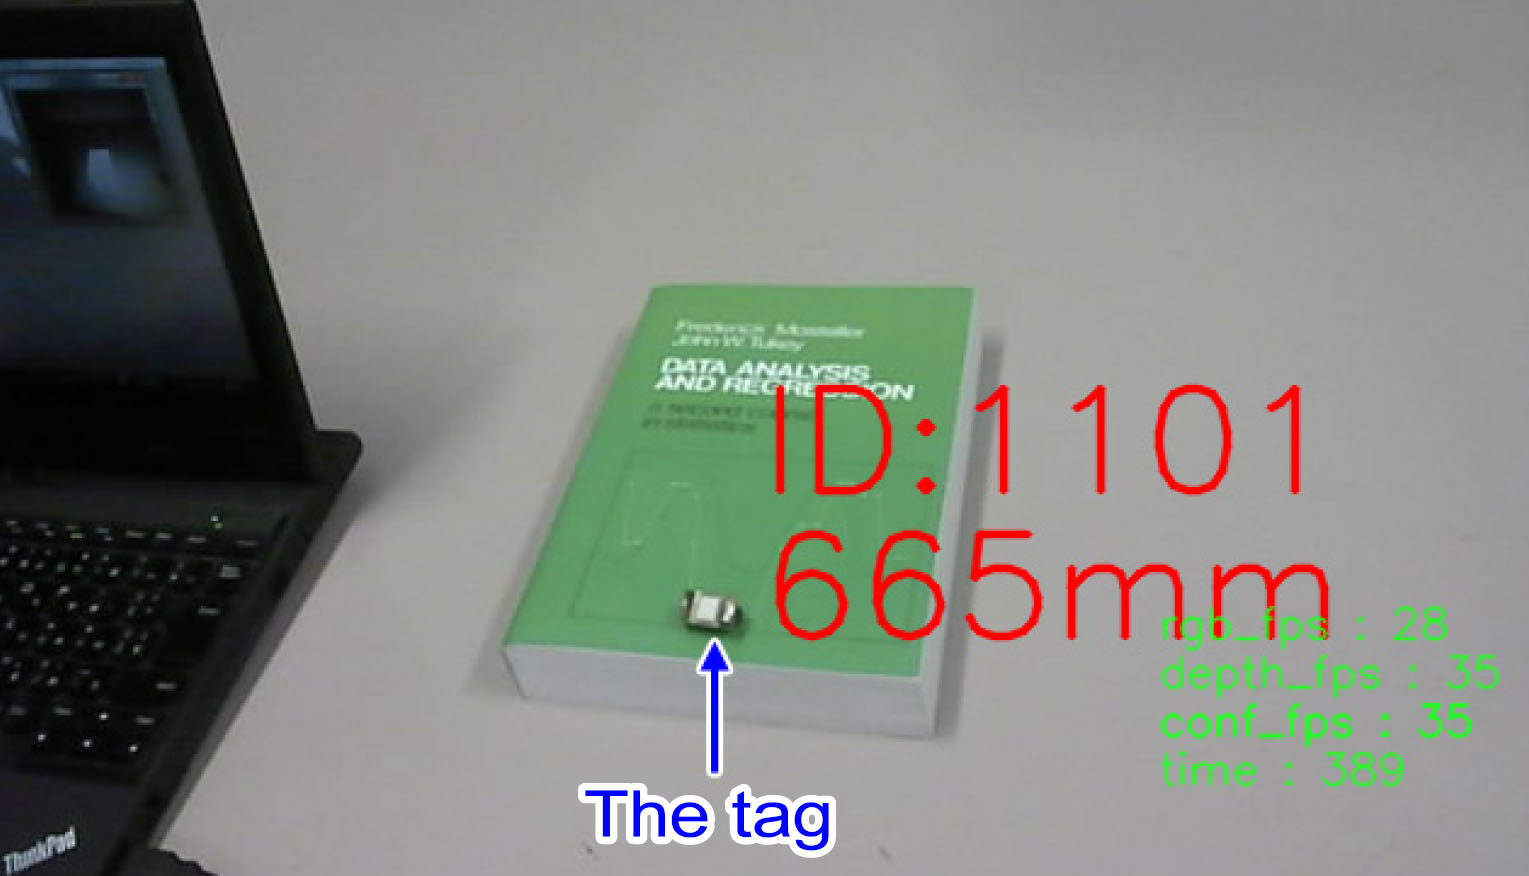 Frederick Mosteller
John W. Tukey
DATA ANALYSIS
AND REGRESSION
a second course
in statistics
ID:1101
665mm
rgb_fps : 28
depth_fps : 35
conf_fps : 35
time : 389
The tag
ThinkPad